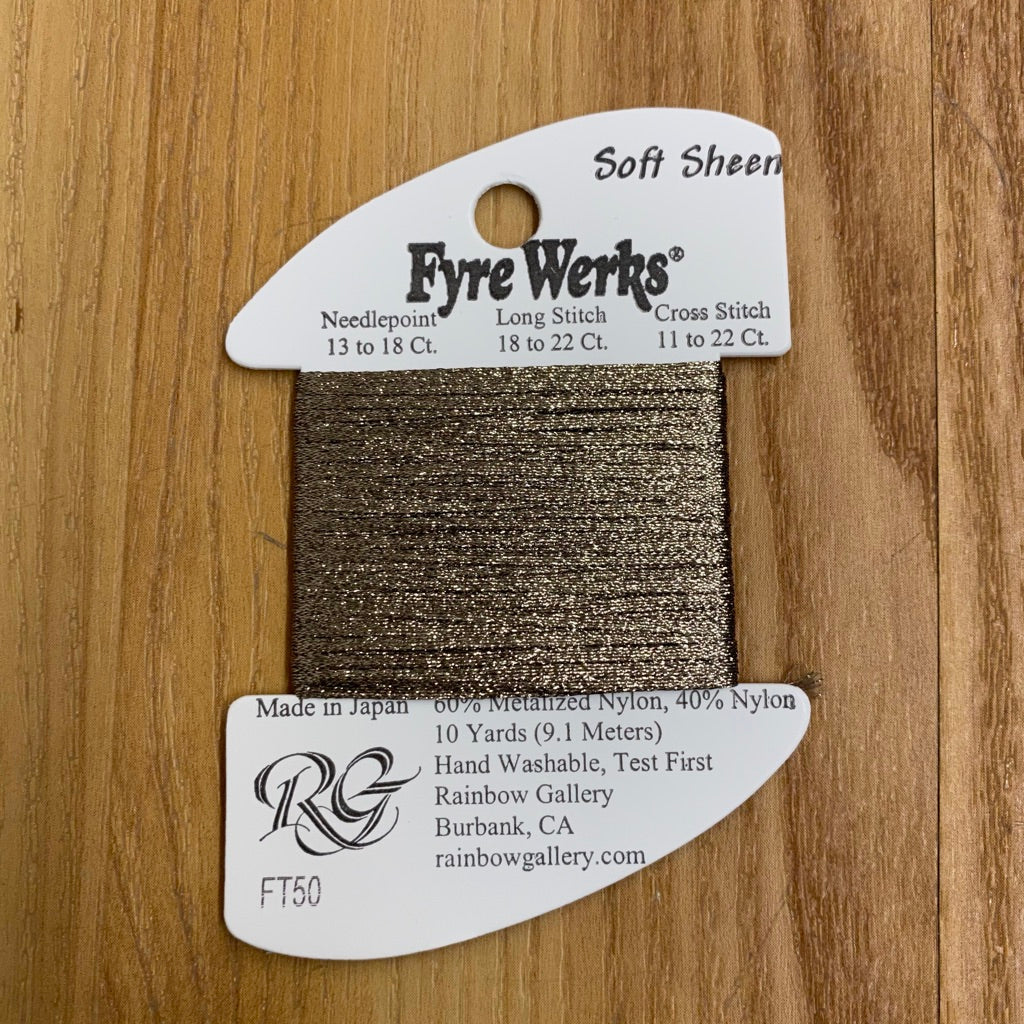 Soft Sheen
Fyre Werks®
Needlepoint Long Stitch Cross Stitch
13 to 18 Ct. 18 to 22 Ct. 11 to 22 Ct.
Made in Japan 60% Metalized Nylon, 40% Nylon
10 Yards (9.1 Meters)
Hand Washable, Test First
Rainbow Gallery
Burbank, CA
rainbowgallery.com
RG
FT50